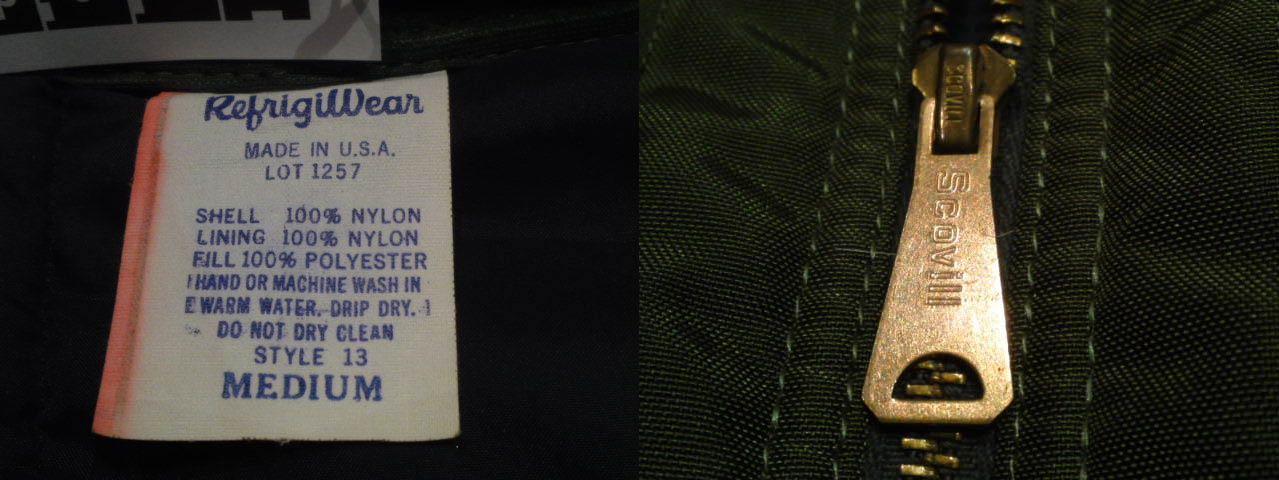 RefrigiWear
MADE IN U.S.A.
LOT 1257
SHELL 100% NYLON
LINING 100% NYLON
FILL 100% POLYESTER
HAND OR MACHINE WASH IN
WARM WATER. DRIP DRY.
DO NOT DRY CLEAN
STYLE 13
MEDIUM
SCOVILL
Scovill